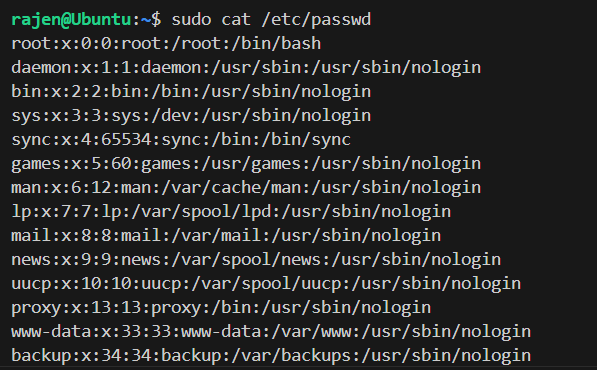 rajen@Ubuntu:~$ sudo cat /etc/passwd
root:x:0:0:root:/root:/bin/bash
daemon:x:1:1:daemon:/usr/sbin:/usr/sbin/nologin
bin:x:2:2:bin:/bin:/usr/sbin/nologin
sys:x:3:3:sys:/dev:/usr/sbin/nologin
sync:x:4:65534:sync:/bin:/bin/sync
games:x:5:60:games:/usr/games:/usr/sbin/nologin
man:x:6:12:man:/var/cache/man:/usr/sbin/nologin
lp:x:7:7:lp:/var/spool/lpd:/usr/sbin/nologin
mail:x:8:8:mail:/var/mail:/usr/sbin/nologin
news:x:9:9:news:/var/spool/news:/usr/sbin/nologin
uucp:x:10:10:uucp:/var/spool/uucp:/usr/sbin/nologin
proxy:x:13:13:proxy:/bin:/usr/sbin/nologin
www-data:x:33:33:www-data:/var/www:/usr/sbin/nologin
backup:x:34:34:backup:/var/backups:/usr/sbin/nologin